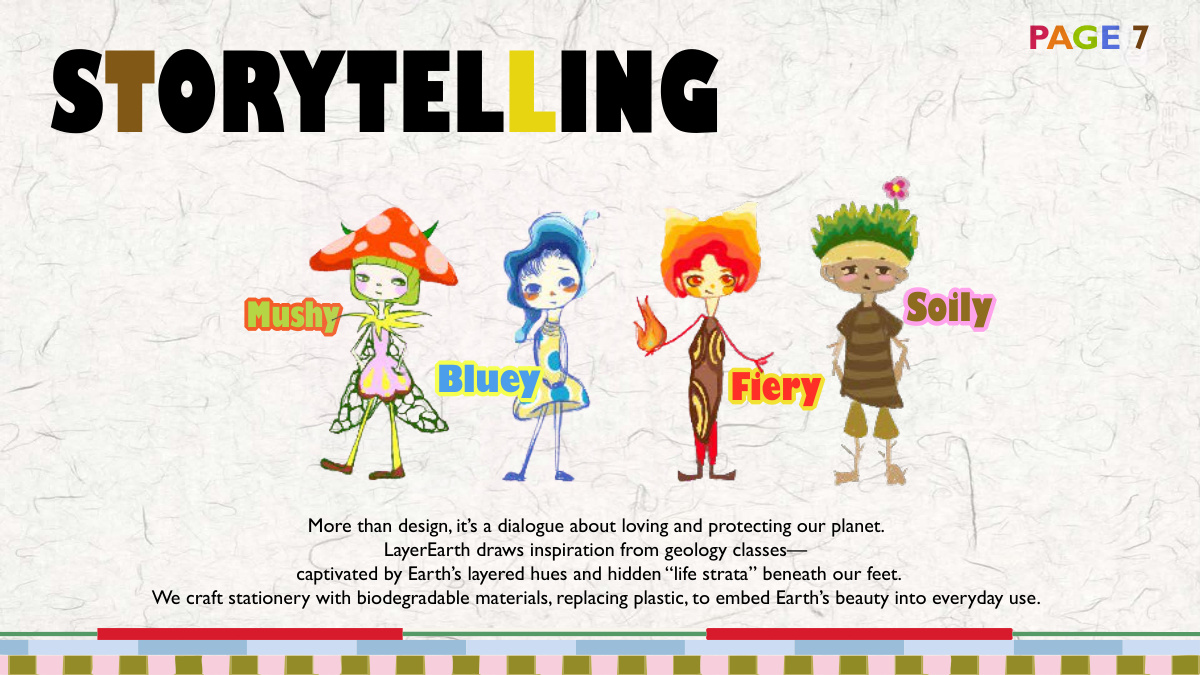 PAGE 7
STORYTELLING
Mushy
Bluey
Fiery
Soily
More than design, it's a dialogue about loving and protecting our planet.
LayerEarth draws inspiration from geology classes—
captivated by Earth's layered hues and hidden “life strata” beneath our feet.
We craft stationery with biodegradable materials, replacing plastic, to embed Earth's beauty into everyday use.